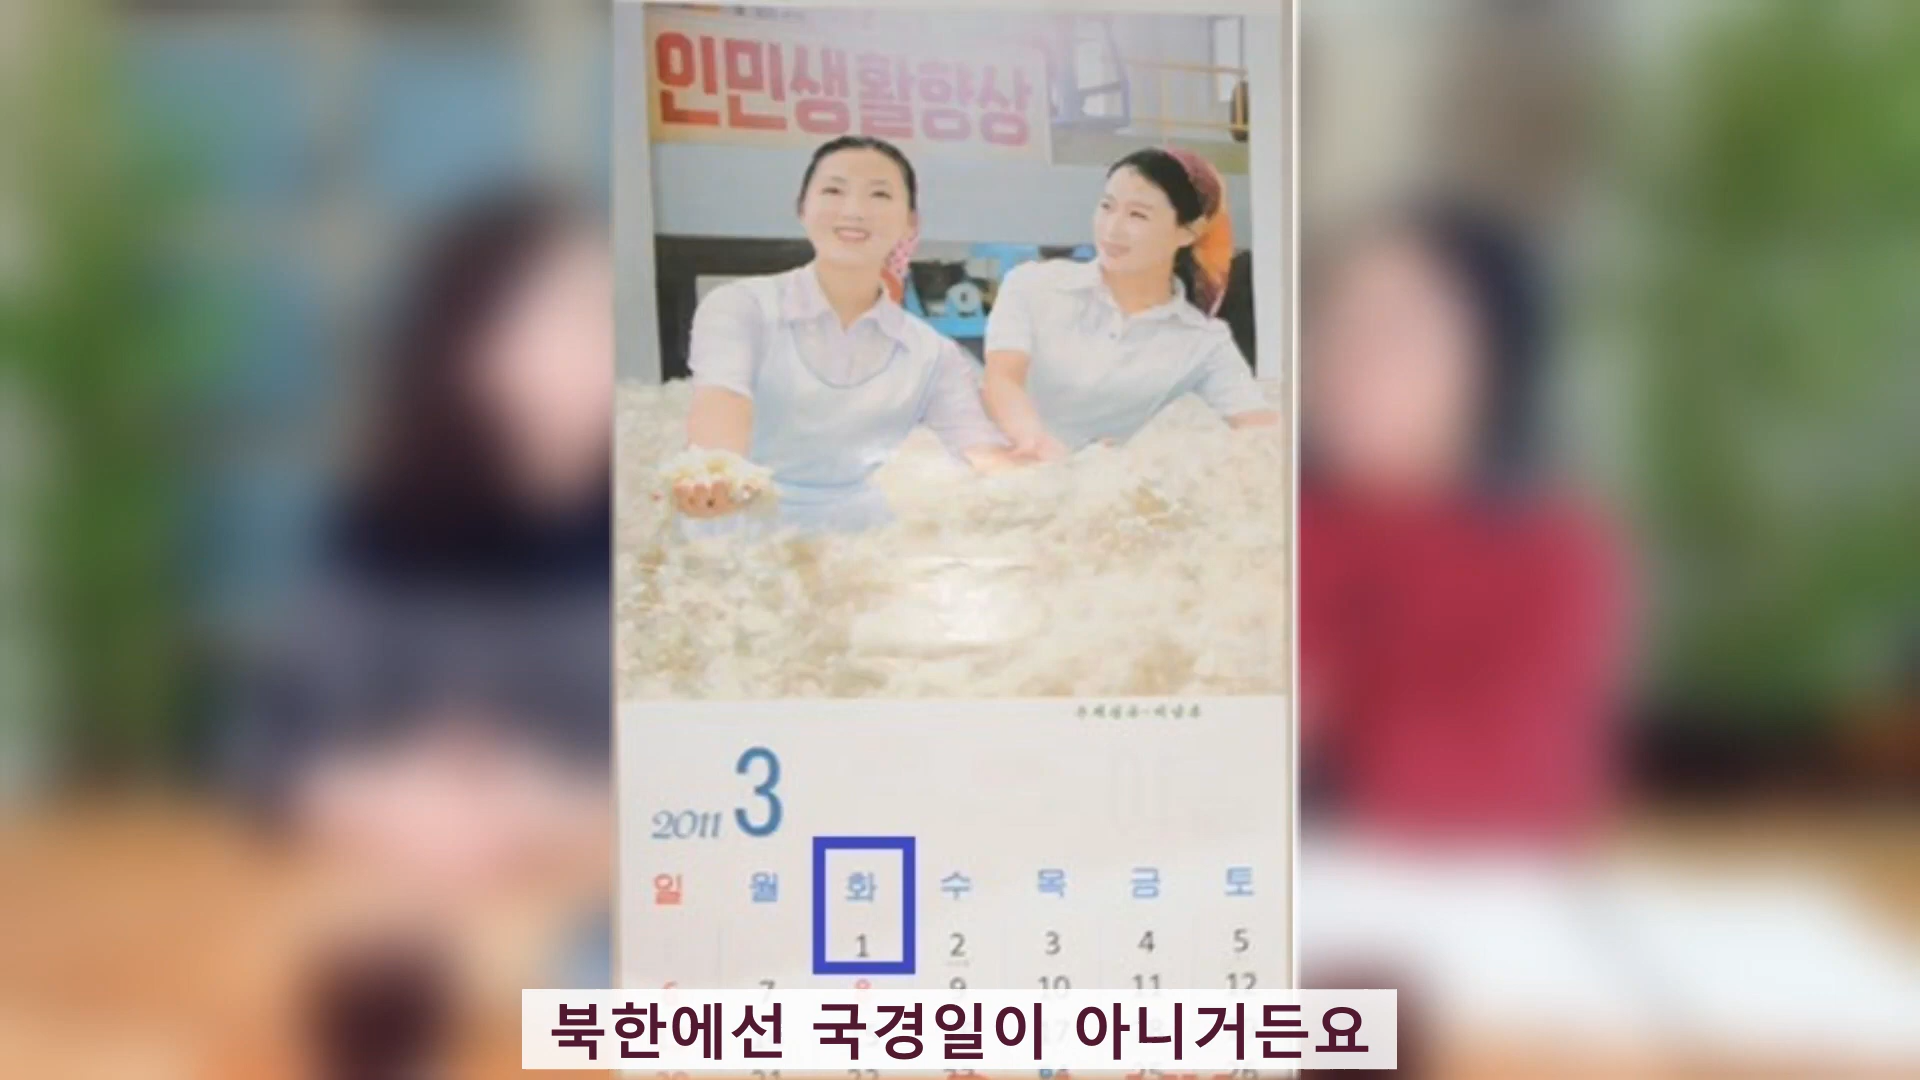 인민생활향상
2011 3
일 월 화 수 목 금 토
1 2 3 4 5
6 7 8 9 10 11 12
북한에선 국경일이 아니거든요